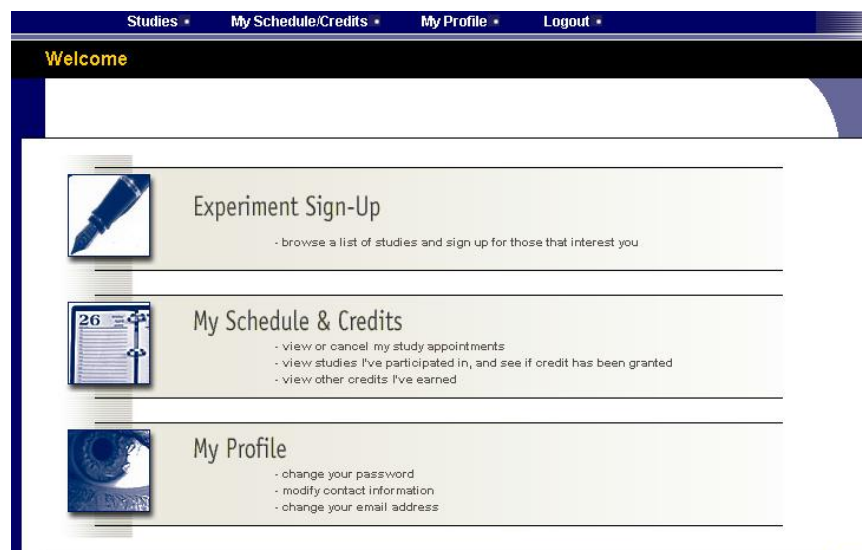 Studies My Schedule/Credits My Profile Logout
Welcome
Experiment Sign-Up
- browse a list of studies and sign up for those that interest you
26
My Schedule & Credits
- view or cancel my study appointments
- view studies I've participated in, and see if credit has been granted
- view other credits I've earned
My Profile
- change your password
- modify contact information
- change your email address